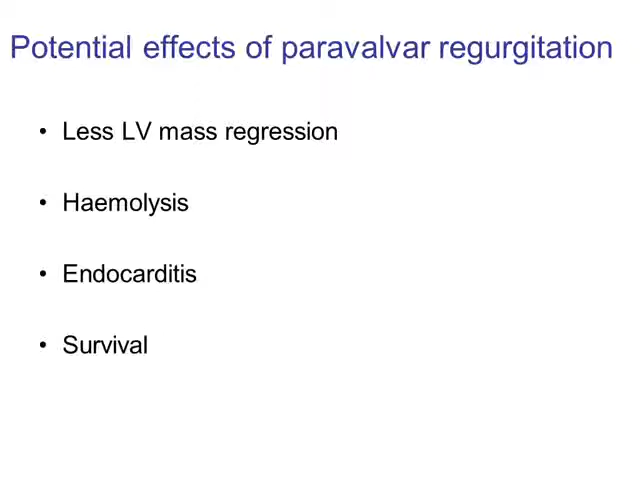 Potential effects of paravalvar regurgitation
• Less LV mass regression
• Haemolysis
• Endocarditis
• Survival